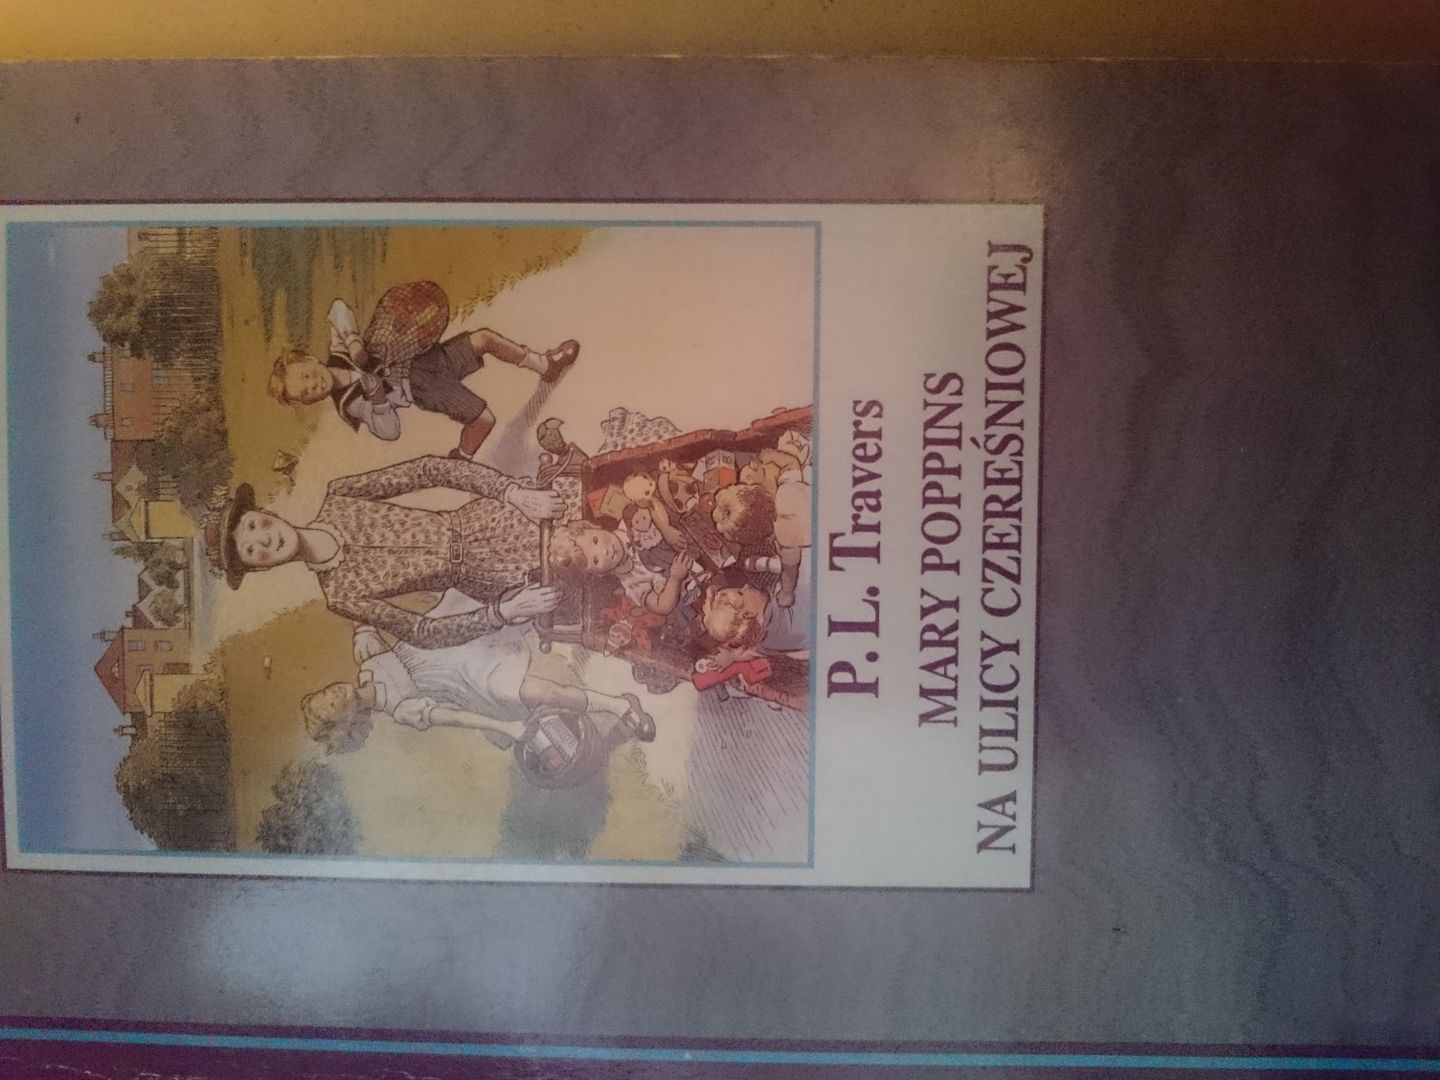 P. L. Travers
MARY POPPINS
NA ULICY CZEREŚNIOWEJ